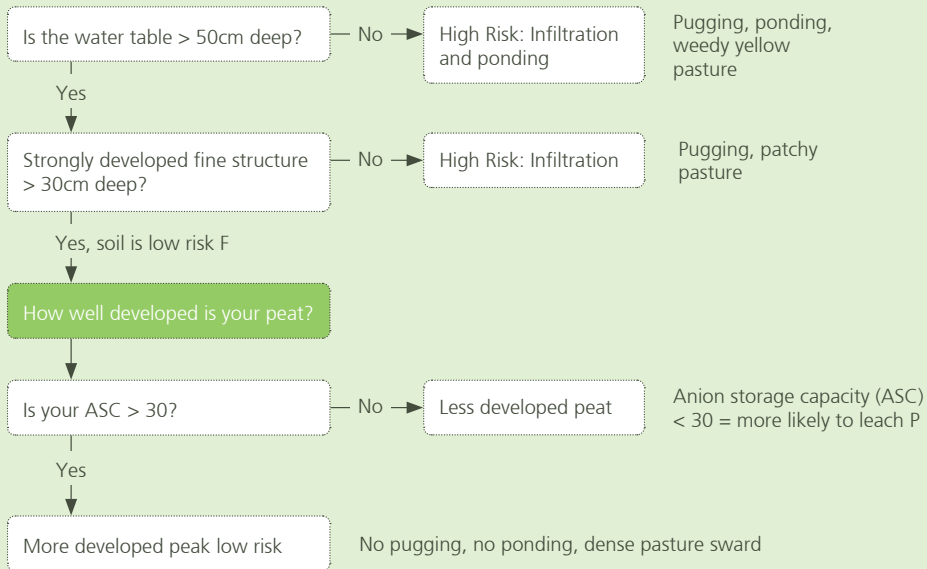 Is the water table > 50cm deep?
No
High Risk: Infiltration
and ponding
Pugging, ponding,
weedy yellow
pasture
Yes
Strongly developed fine structure
> 30cm deep?
No
High Risk: Infiltration
Pugging, patchy
pasture
Yes, soil is low risk F
How well developed is your peat?
Is your ASC > 30?
No
Less developed peat
Anion storage capacity (ASC)
< 30 = more likely to leach P
Yes
More developed peak low risk
No pugging, no ponding, dense pasture sward